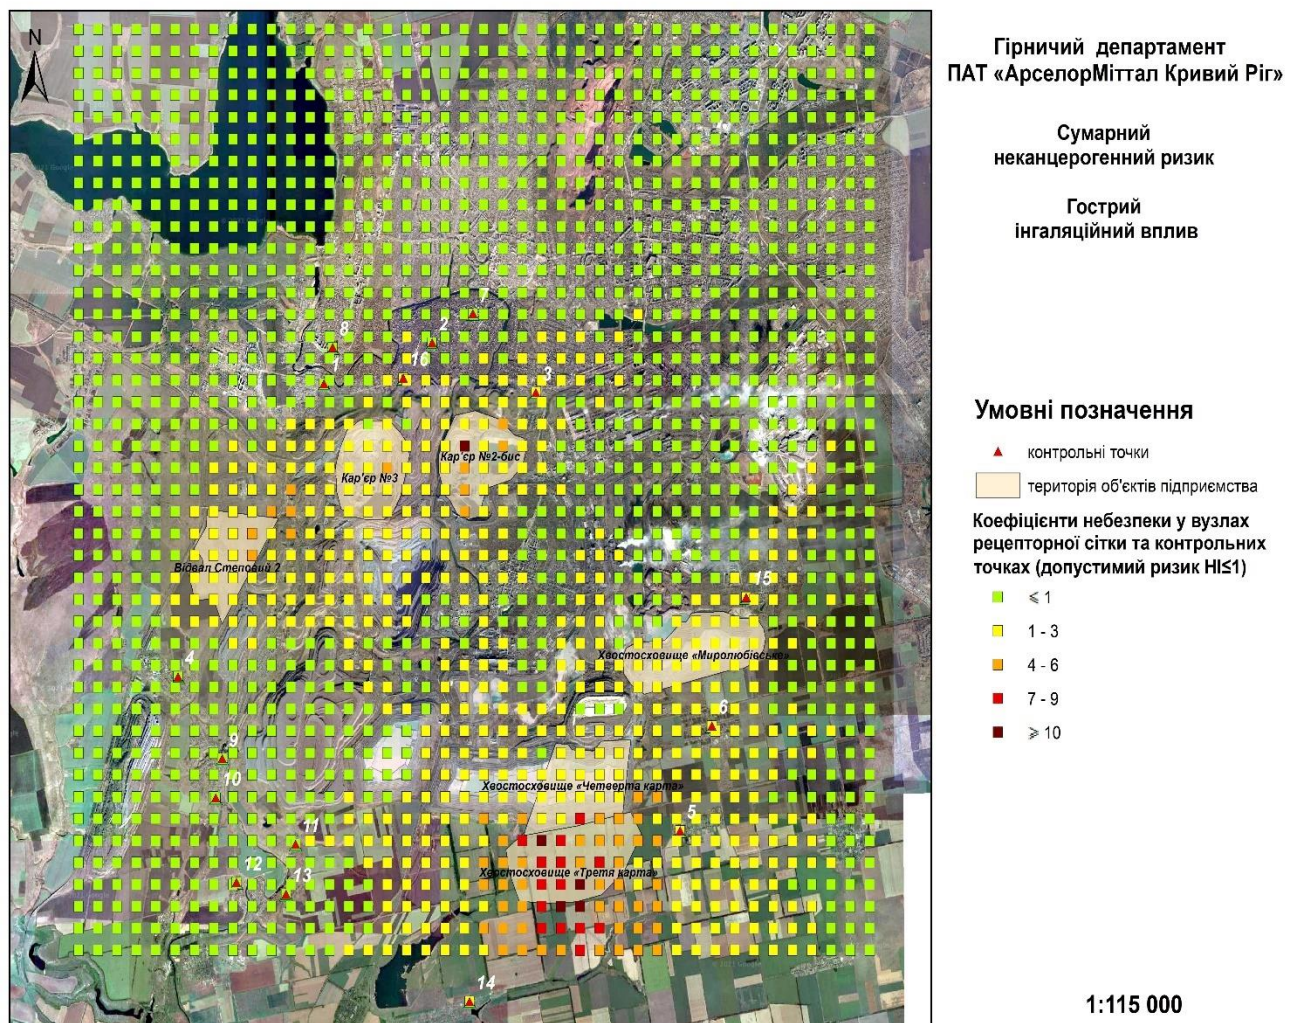 N
Гірничий департамент
ПАТ «АрселорМіттал Кривий Ріг»
Сумарний
неканцерогенний ризик
Гострий
інгаляційний вплив
7
2
8
16
1
3
Кар'єр №2-бис
Кар'єр №3
Відвал Степовий 2
15
Хвостосховище «Миролюбівське»
4
6
9
Хвостосховище «Четверта карта»
10
5
11
Хвостосховище «Третя карта»
12
13
14
Умовні позначення
контрольні точки
територія об'єктів підприємства
Коефіцієнти небезпеки у вузлах
рецепторної сітки та контрольних
точках (допустимий ризик HI≤1)
⩽ 1
1 - 3
4 - 6
7 - 9
⩾ 10
1:115 000